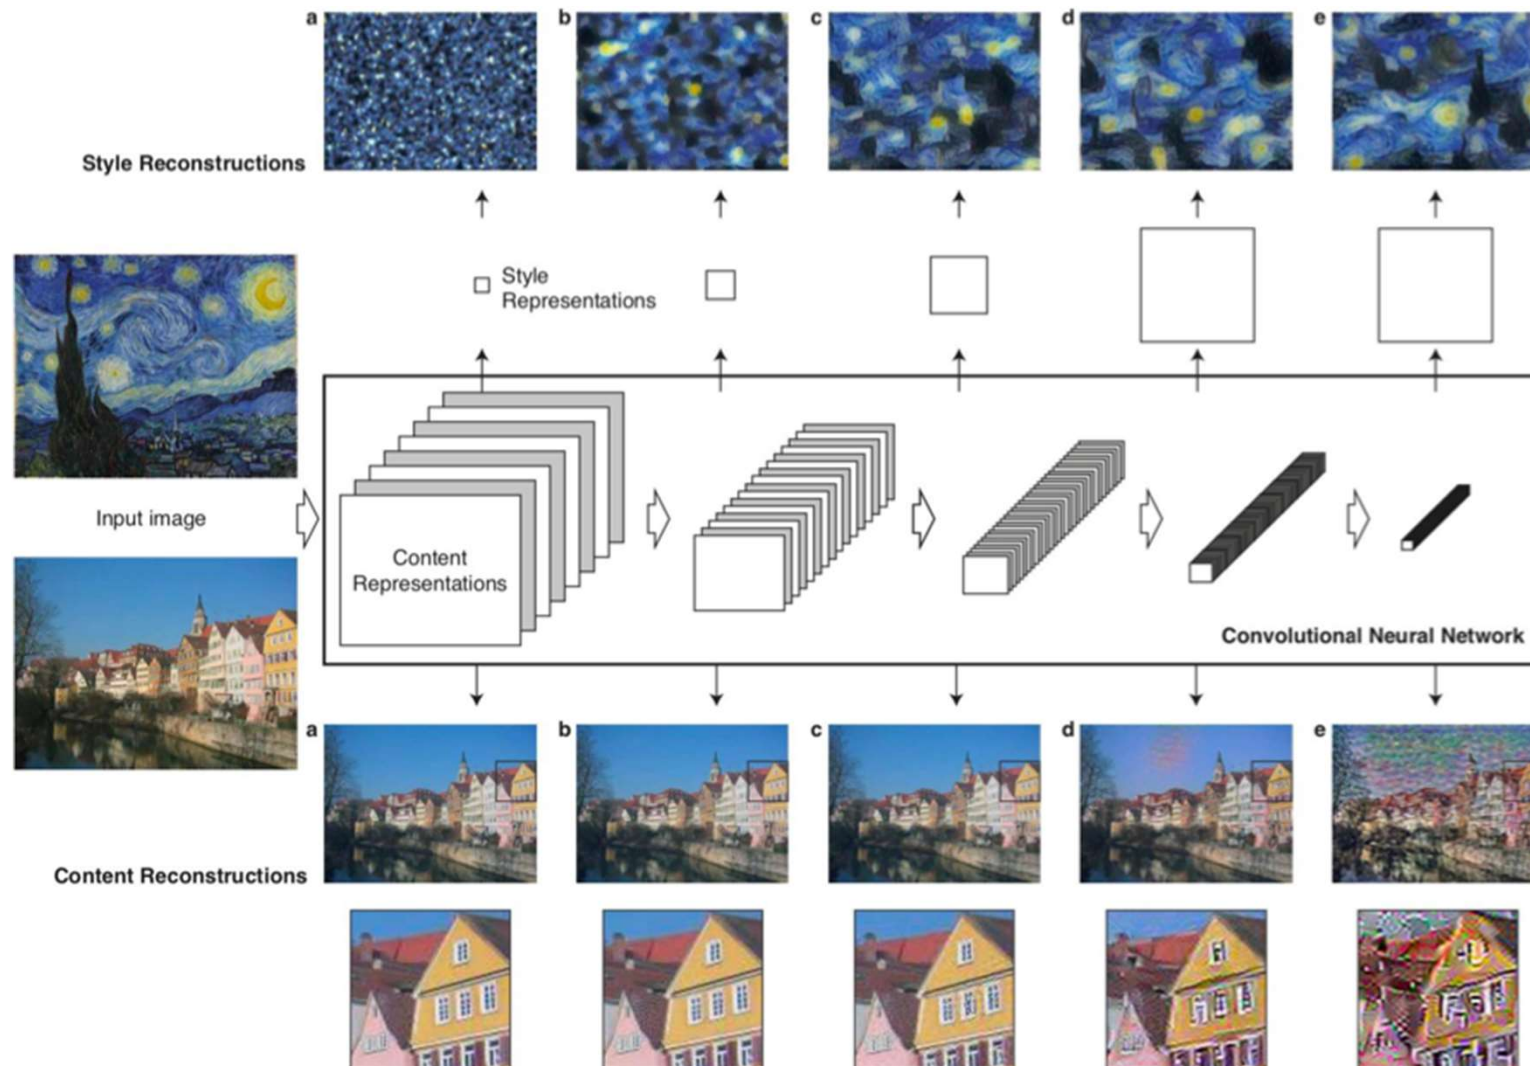 a
b
c
d
e
Style Reconstructions
Style
Representations
Input image
Content
Representations
Convolutional Neural Network
a
b
c
d
e
Content Reconstructions